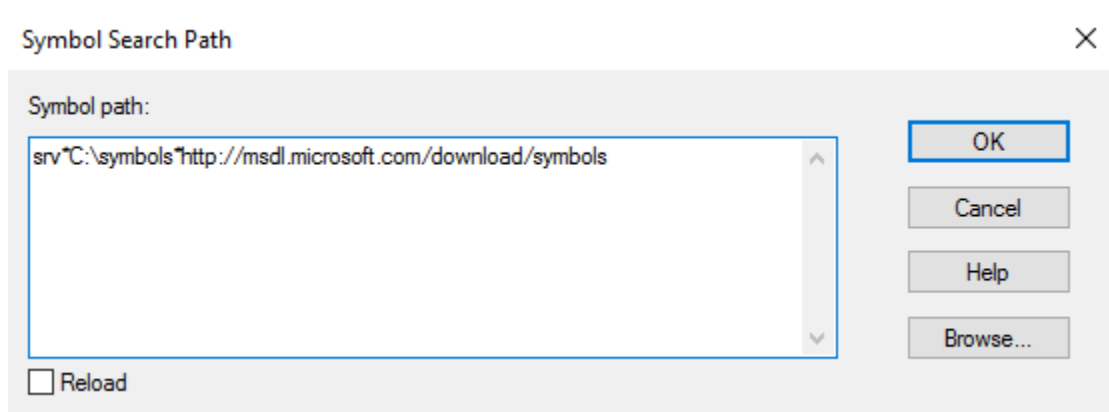 Symbol Search Path
Symbol path:
srv*C:\symbols*http://msdl.microsoft.com/download/symbols
OK
Cancel
Help
Browse...
Reload